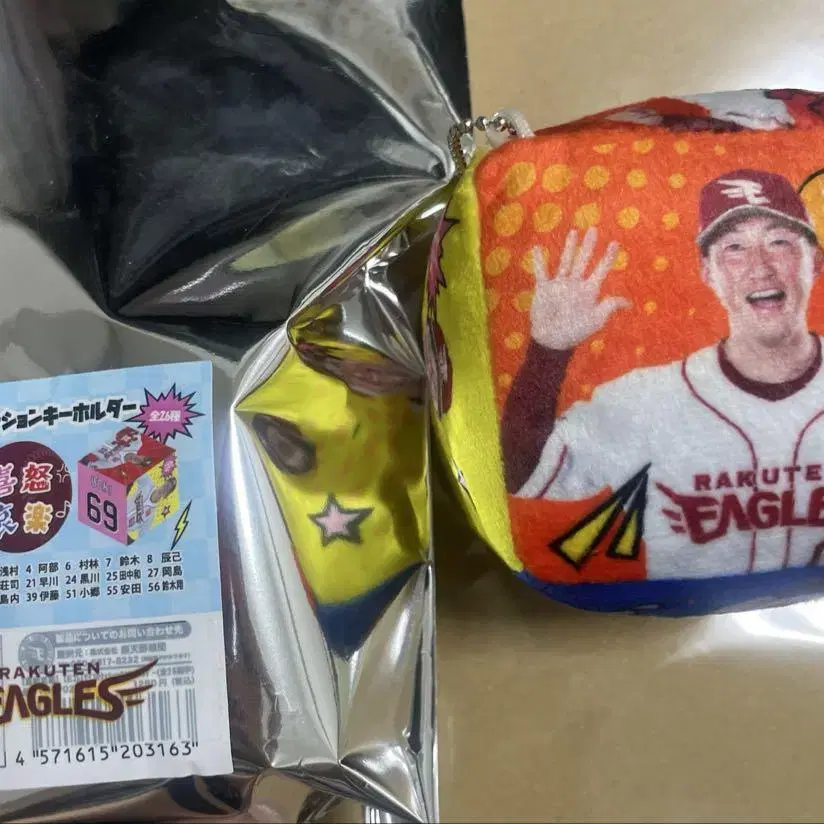 ションキーホルダー
全26種
喜怒
哀楽
69
浅村 4 阿部 6 村林 7 鈴木 8 辰己
荘司 21 早川 24 黒川 25 田中和 27 岡島
島内 39 伊藤 51 小郷 55 安田 56 鈴木翔
製品についてのお問い合わせ先
RAKUTEN
EAGLES
4 571615 203163
RAKUTEN
EAGLE